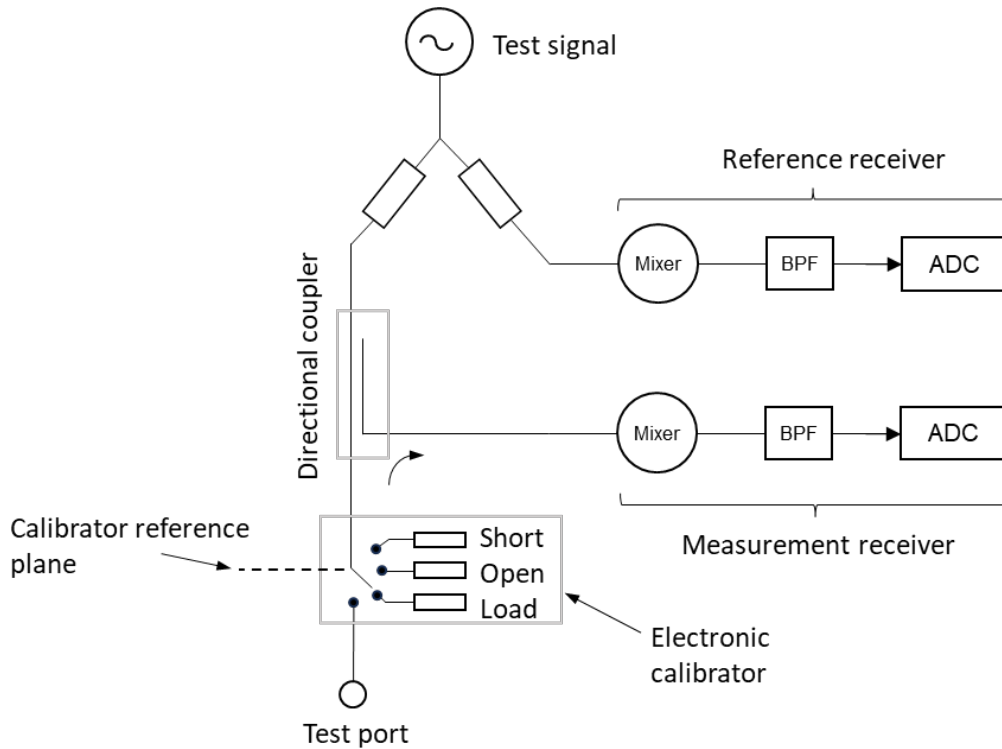 Test signal
Reference receiver
Mixer
BPF
ADC
Directional coupler
Mixer
BPF
ADC
Measurement receiver
Calibrator reference
plane
Short
Open
Load
Electronic
calibrator
Test port